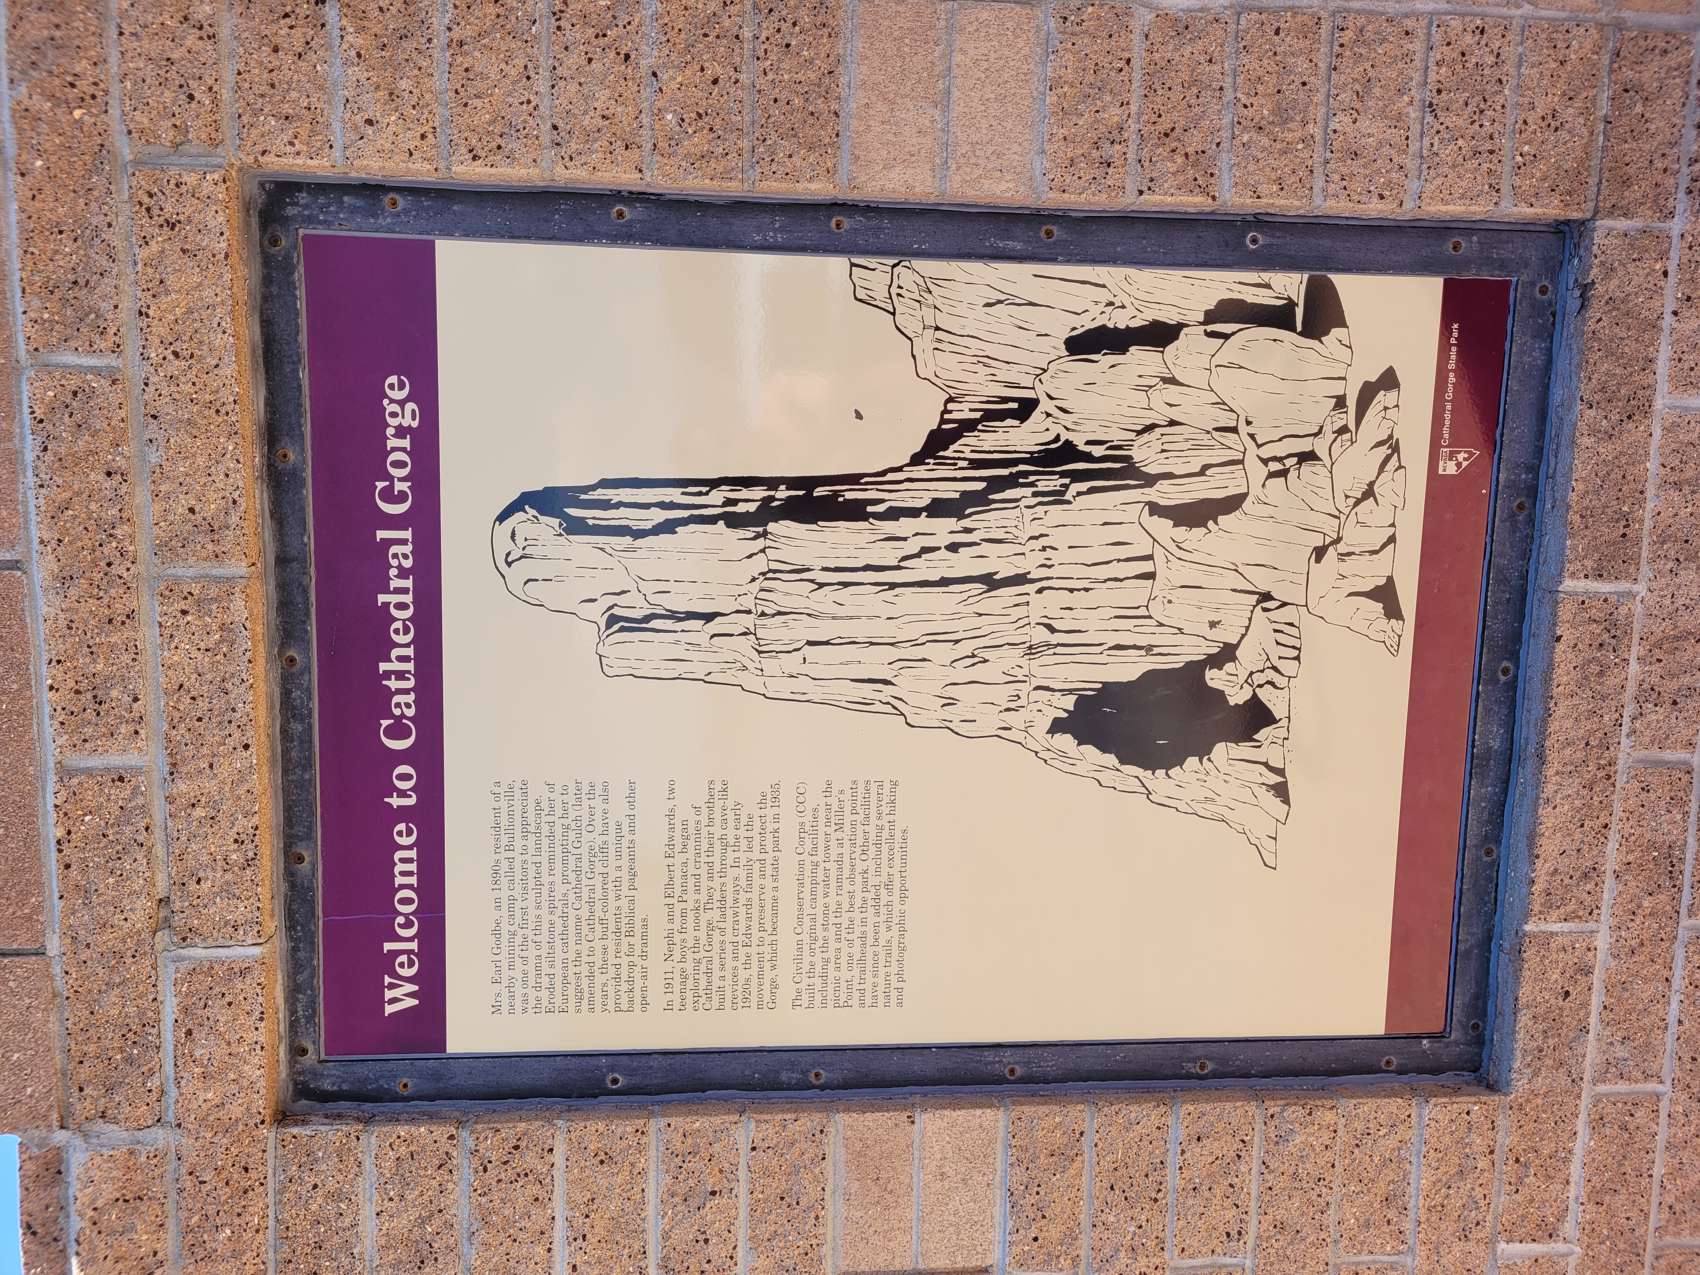 Welcome to Cathedral Gorge
Mrs. Earl Godbe, an 1890s resident of a
nearby mining camp called Bullionville,
was one of the first visitors to appreciate
the drama of this sculpted landscape.
Eroded siltstone spires reminded her of
European cathedrals, prompting her to
suggest the name Cathedral Gulch (later
amended to Cathedral Gorge). Over the
years, these buff-colored cliffs have also
provided residents with a unique
backdrop for Biblical pageants and other
open-air dramas.
In 1911, Nephi and Elbert Edwards, two
teenage boys from Panaca, began
exploring the nooks and crannies of
Cathedral Gorge. They and their brothers
built a series of ladders through cave-like
crevices and crawlways. In the early
1920s, the Edwards family led the
movement to preserve and protect the
Gorge, which became a state park in 1935.
The Civilian Conservation Corps (CCC)
built the original camping facilities,
including the stone water tower near the
picnic area and the ramada at Miller's
Point, one of the best observation points
and trailheads in the park. Other facilities
have since been added, including several
nature trails, which offer excellent hiking
and photographic opportunities.
NEVADA
Cathedral Gorge State Park